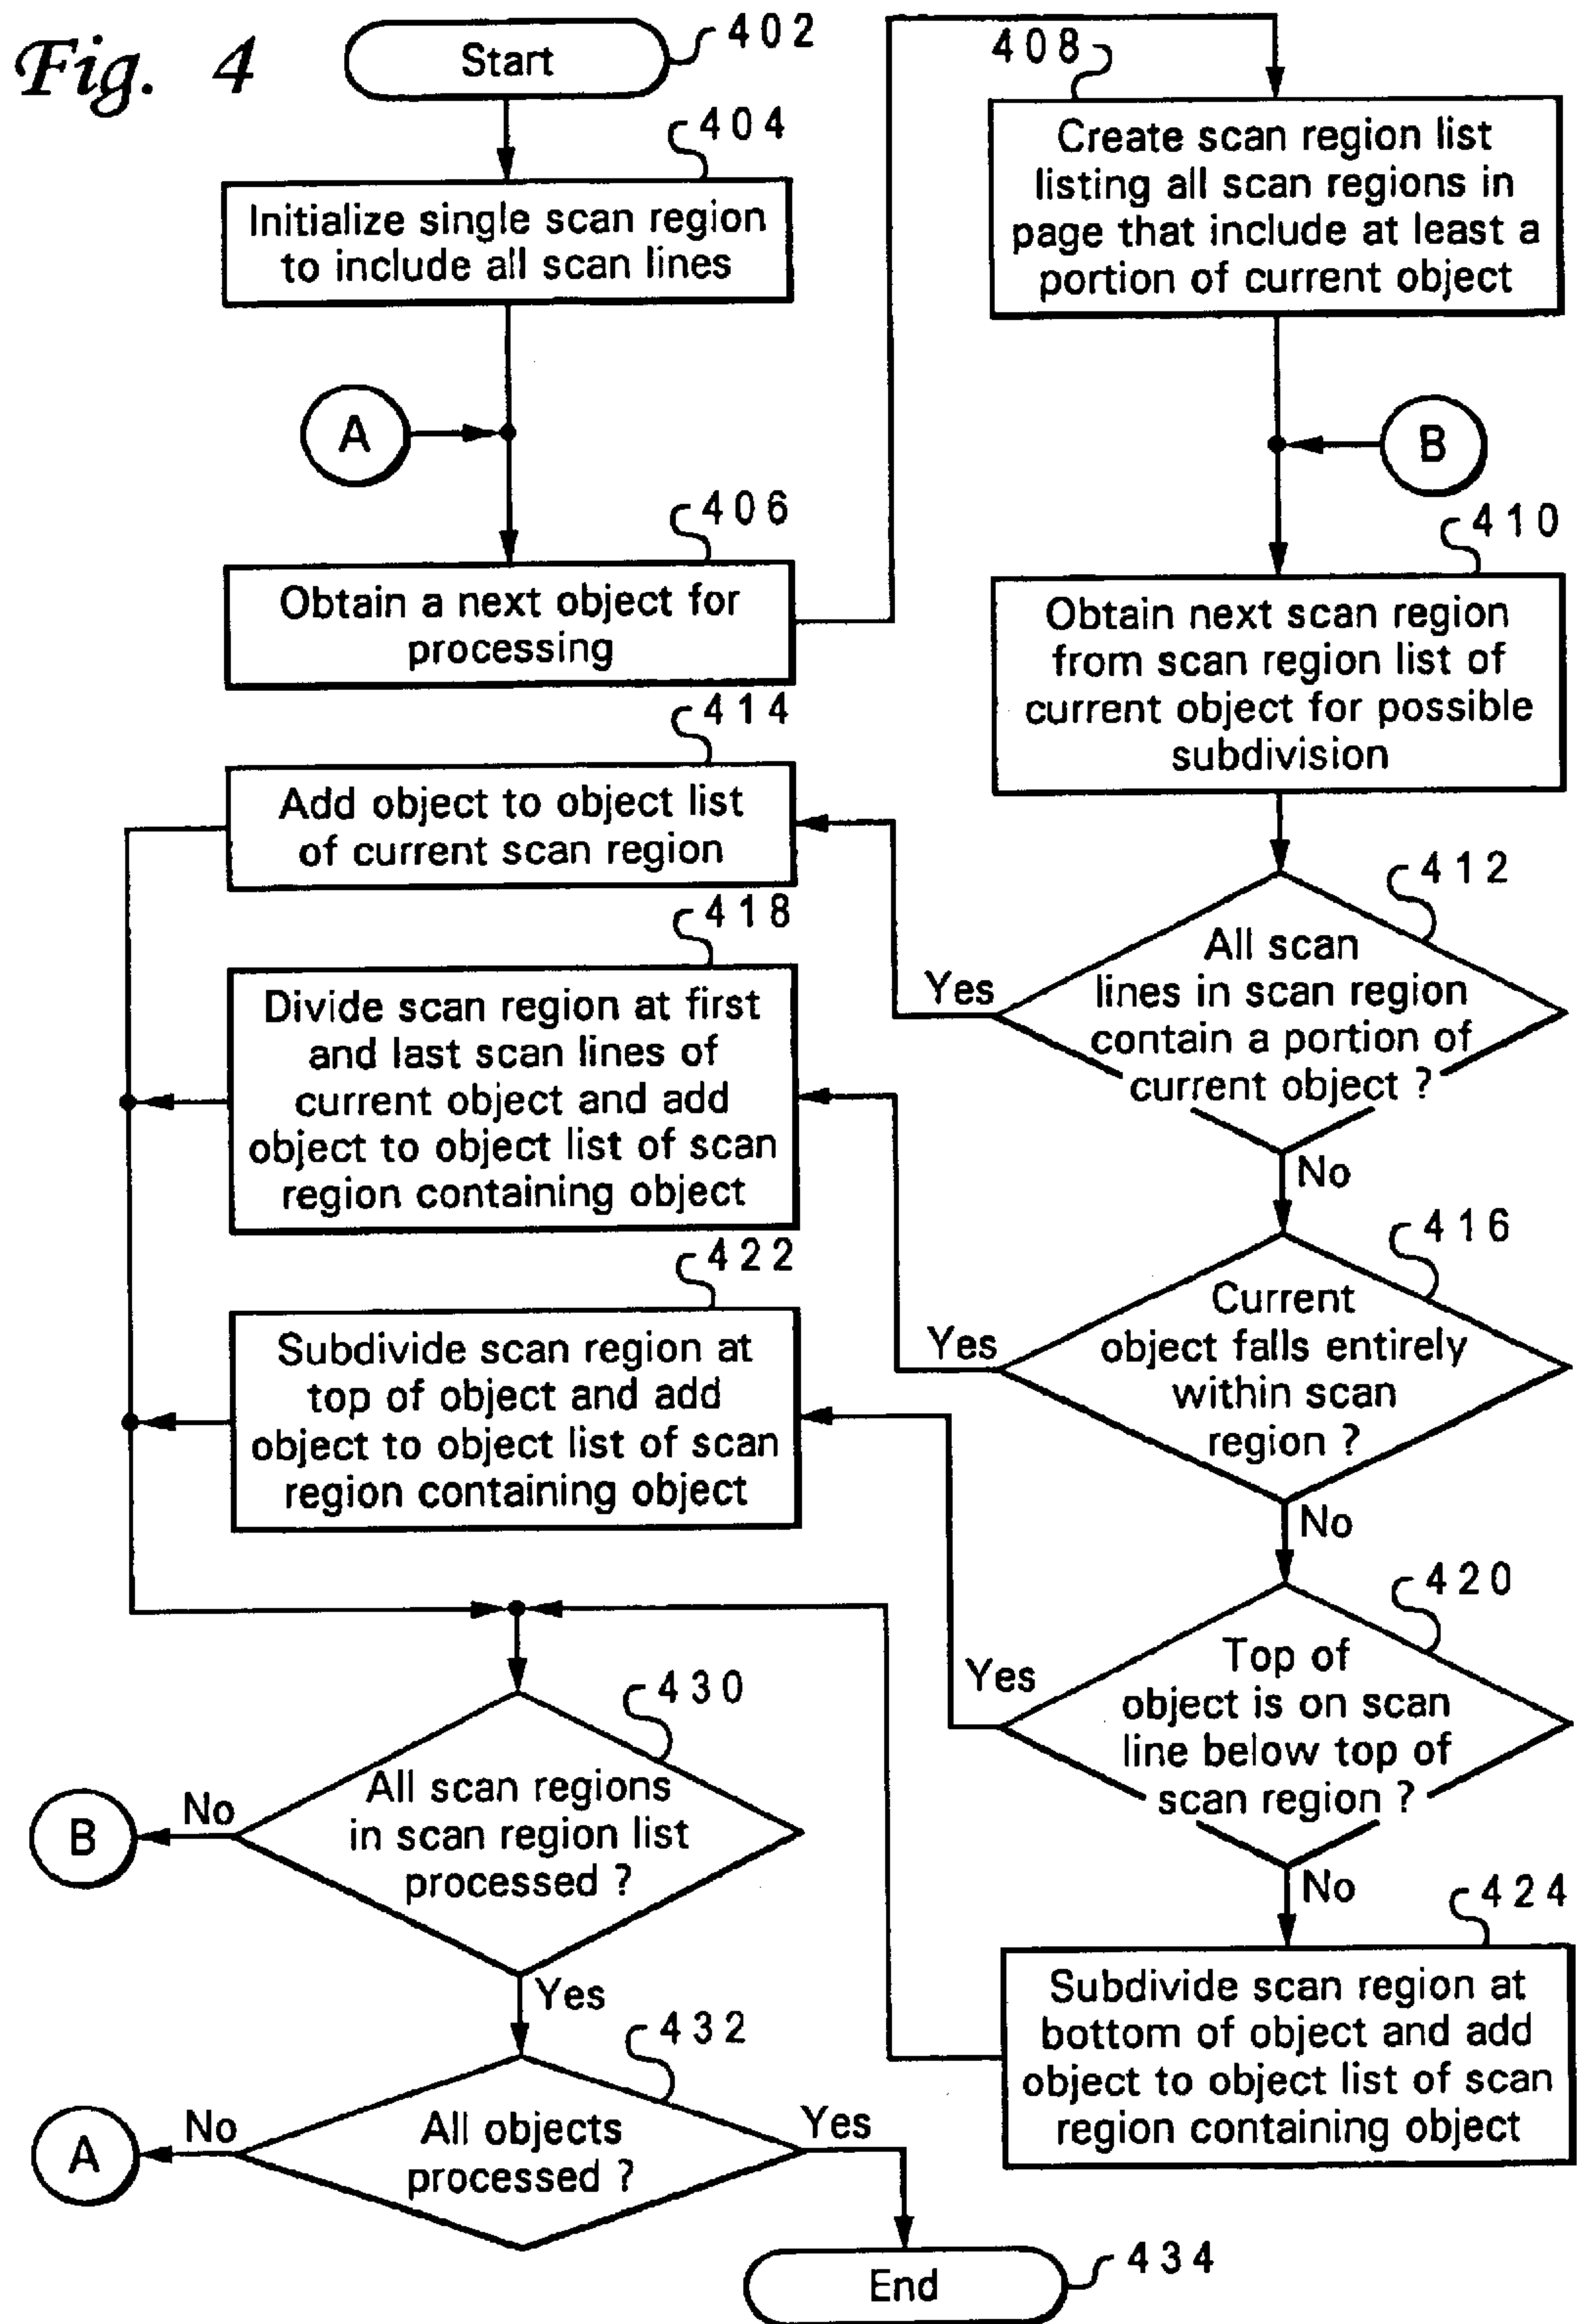 Fig. 4
Start
402
404
Initialize single scan region
to include all scan lines
A
406
Obtain a next object for
processing
408
Create scan region list
listing all scan regions in
page that include at least a
portion of current object
B
410
Obtain next scan region
from scan region list of
current object for possible
subdivision
412
All scan
lines in scan region
contain a portion of
current object ?
Yes
No
414
Add object to object list
of current scan region
416
Current
object falls entirely
within scan
region ?
Yes
No
418
Divide scan region at first
and last scan lines of
current object and add
object to object list of scan
region containing object
420
Top of
object is on scan
line below top of
scan region ?
Yes
No
422
Subdivide scan region at
top of object and add
object to object list of scan
region containing object
424
Subdivide scan region at
bottom of object and add
object to object list of scan
region containing object
430
All scan regions
in scan region list
processed ?
No
B
Yes
432
All objects
processed ?
No
A
Yes
End
434